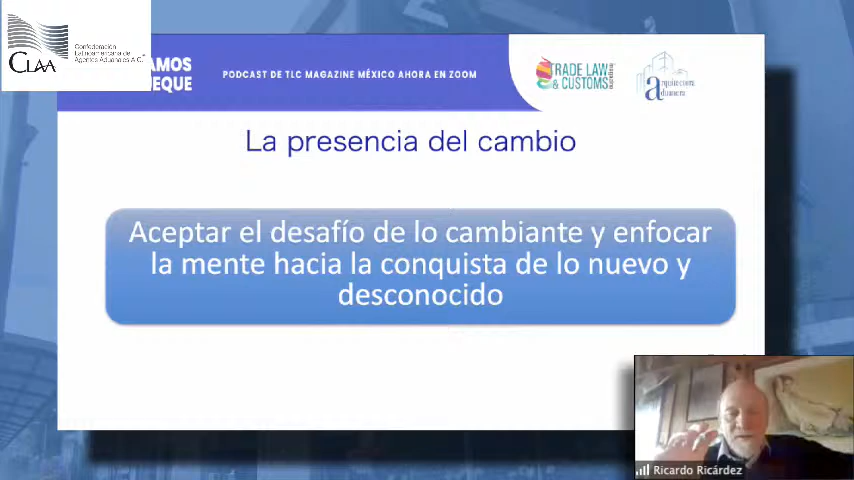 Confederación
Latinoamericana de
Agentes Aduanales A.C.
CLAA
AMOS
EQUE
PODCAST DE TLC MAGAZINE MÉXICO AHORA EN ZOOM
TRADE LAW
& CUSTOMS
arquitectura
aduanera
La presencia del cambio
Aceptar el desafío de lo cambiante y enfocar
la mente hacia la conquista de lo nuevo y
desconocido
Ricardo Ricárdez